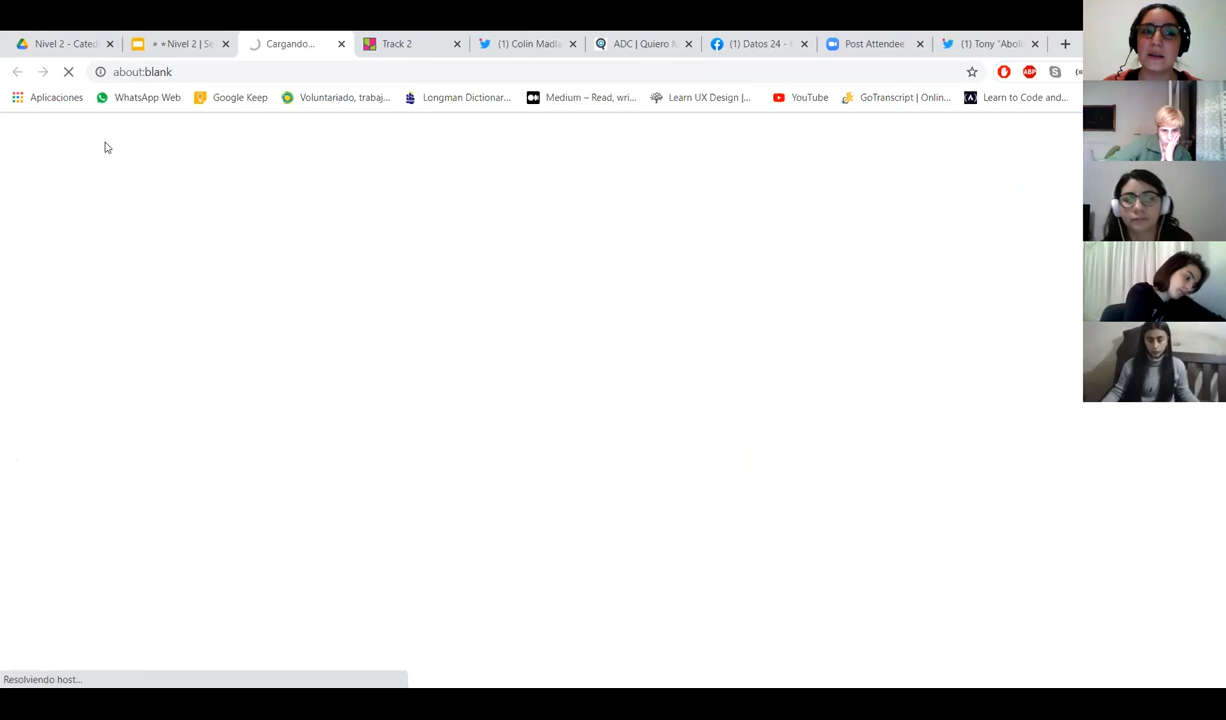 Nivel 2 - Cated
* *Nivel 2 | Se
Cargando...
Track 2
(1) Colin Madla
ADC | Quiero N
(1) Datos 24 - 
Post Attendee
(1) Tony "Aboli
about:blank
Aplicaciones
WhatsApp Web
Google Keep
Voluntariado, trabaj...
Longman Dictionar...
Medium – Read, wri...
Learn UX Design |...
YouTube
GoTranscript | Onlin...
Learn to Code and...
ABP
Resolviendo host...